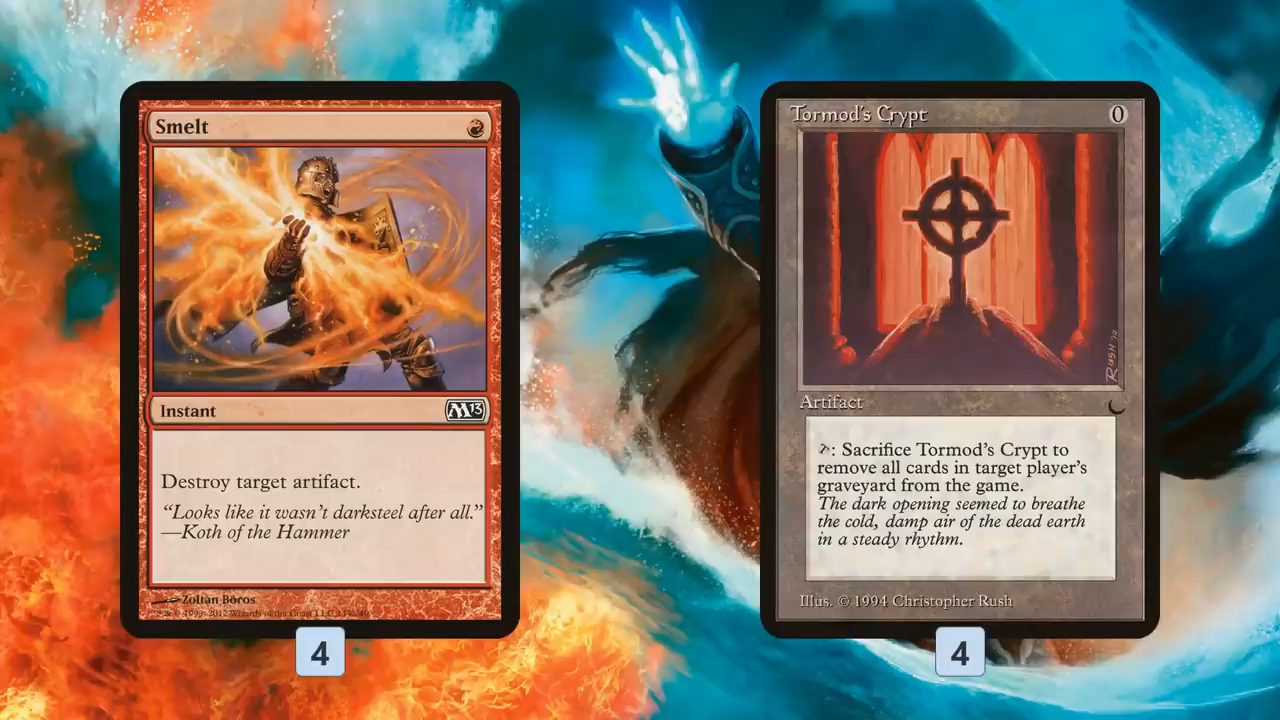 Smelt
Instant
M13
Destroy target artifact.
“Looks like it wasn’t darksteel after all.”
—Koth of the Hammer
Zoltan Boros
4
Tormod's Crypt
0
RUSH
Artifact
: Sacrifice Tormod's Crypt to
remove all cards in target player's
graveyard from the game.
The dark opening seemed to breathe
the cold, damp air of the dead earth
in a steady rhythm.
Illus. © 1994 Christopher Rush
4